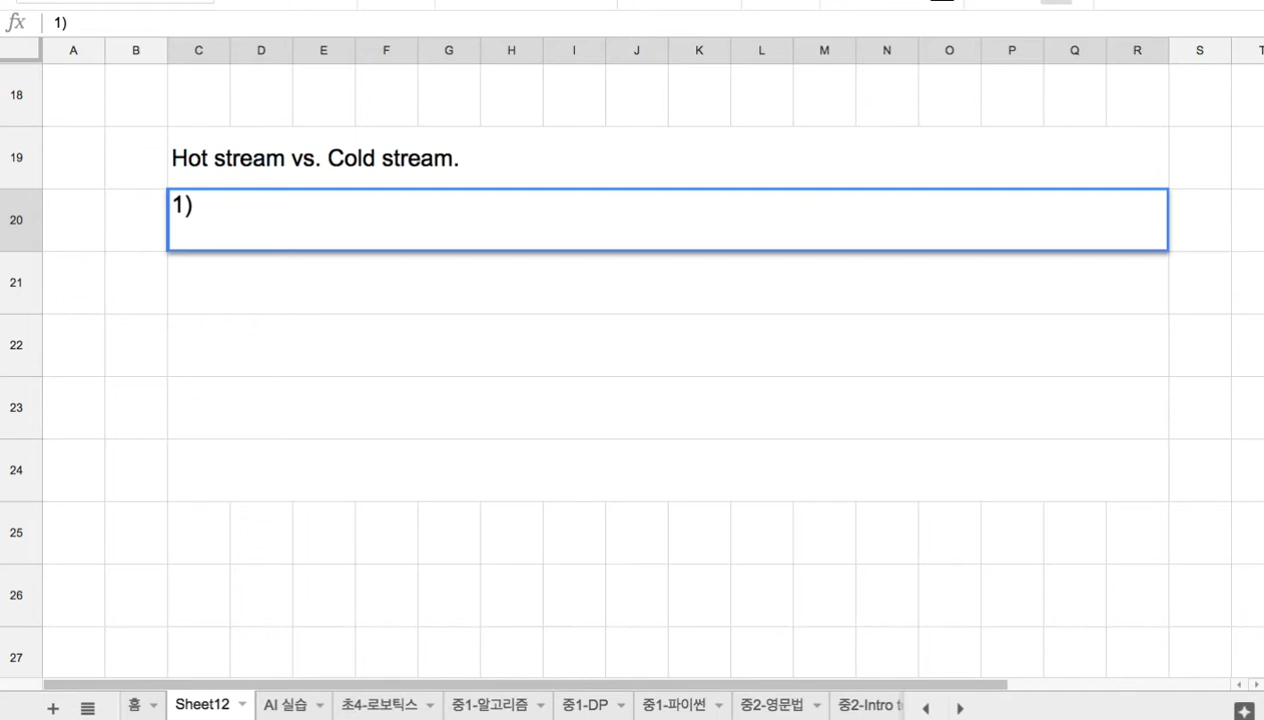 fx 1)
A B C D E F G H I J K L M N O P Q R S T
18
19 Hot stream vs. Cold stream.
20 1)
21
22
23
24
25
26
27
+ 홈 Sheet12 AI 실습 초4-로보틱스 중1-알고리즘 중1-DP 중1-파이썬 중2-영문법 중2-Intro